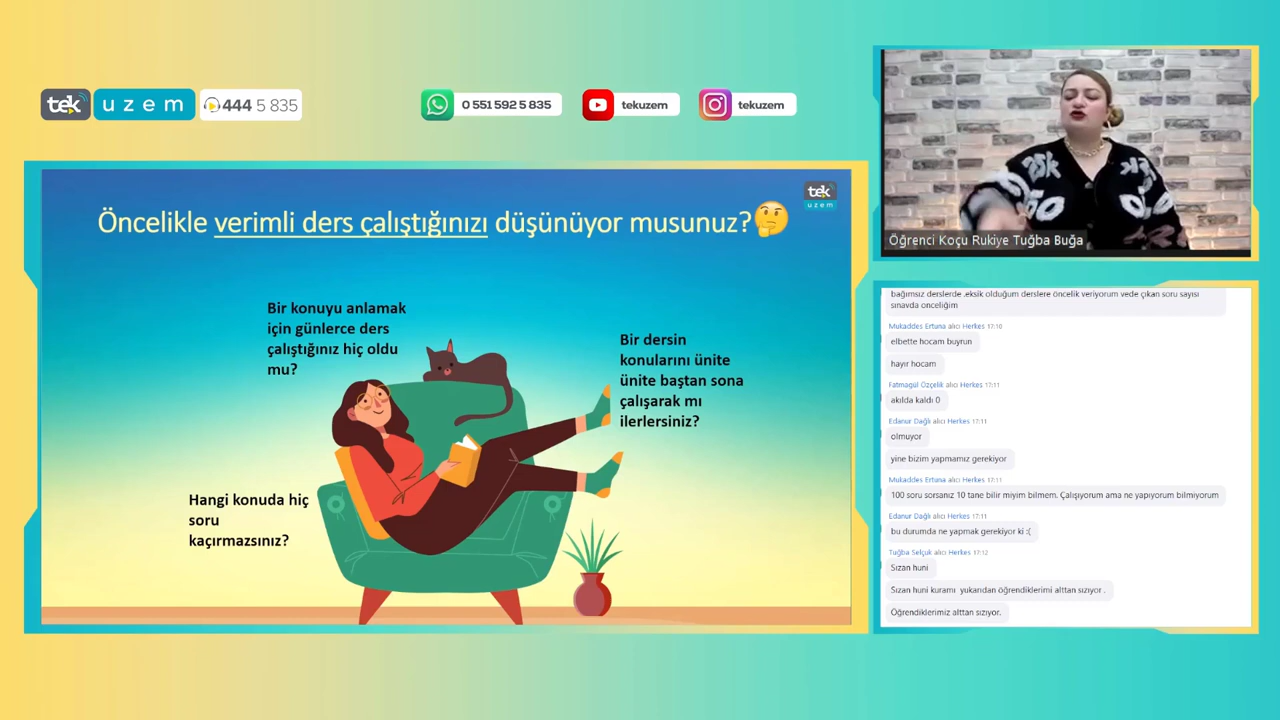 tek uzem 444 5 835
0 551 592 5 835
tekuzem
tekuzem
tek
uzem
Öncelikle verimli ders çalıştığınızı düşünüyor musunuz?🤔
Bir konuyu anlamak
için günlerce ders
çalıştığınız hiç oldu
mu?
Bir dersin
konularını ünite
ünite baştan sona
çalışarak mı
ilerlersiniz?
Hangi konuda hiç
soru
kaçırmazsınız?
Öğrenci Koçu Rukiye Tuğba Buğa
bağımsız derslerde .eksik olduğum derslere öncelik veriyorum vede çıkan soru sayısı
sınavda onceliğim
Mukaddes Ertuna alıcı Herkes 17:10
elbette hocam buyrun
hayır hocam
Fatmagül Özçelik alıcı Herkes 17:11
akılda kaldı 0
Edanur Dağlı alıcı Herkes 17:11
olmuyor
yine bizim yapmamız gerekiyor
Mukaddes Ertuna alıcı Herkes 17:11
100 soru sorsanız 10 tane bilir miyim bilmem. Çalışıyorum ama ne yapıyorum bilmiyorum
Edanur Dağlı alıcı Herkes 17:11
bu durumda ne yapmak gerekiyor ki :(
Tuğba Selçuk alıcı Herkes 17:12
Sızan huni
Sızan huni kuramı yukarıdan öğrendiklerimi alttan sızıyor .
Öğrendiklerimiz alttan sızıyor.